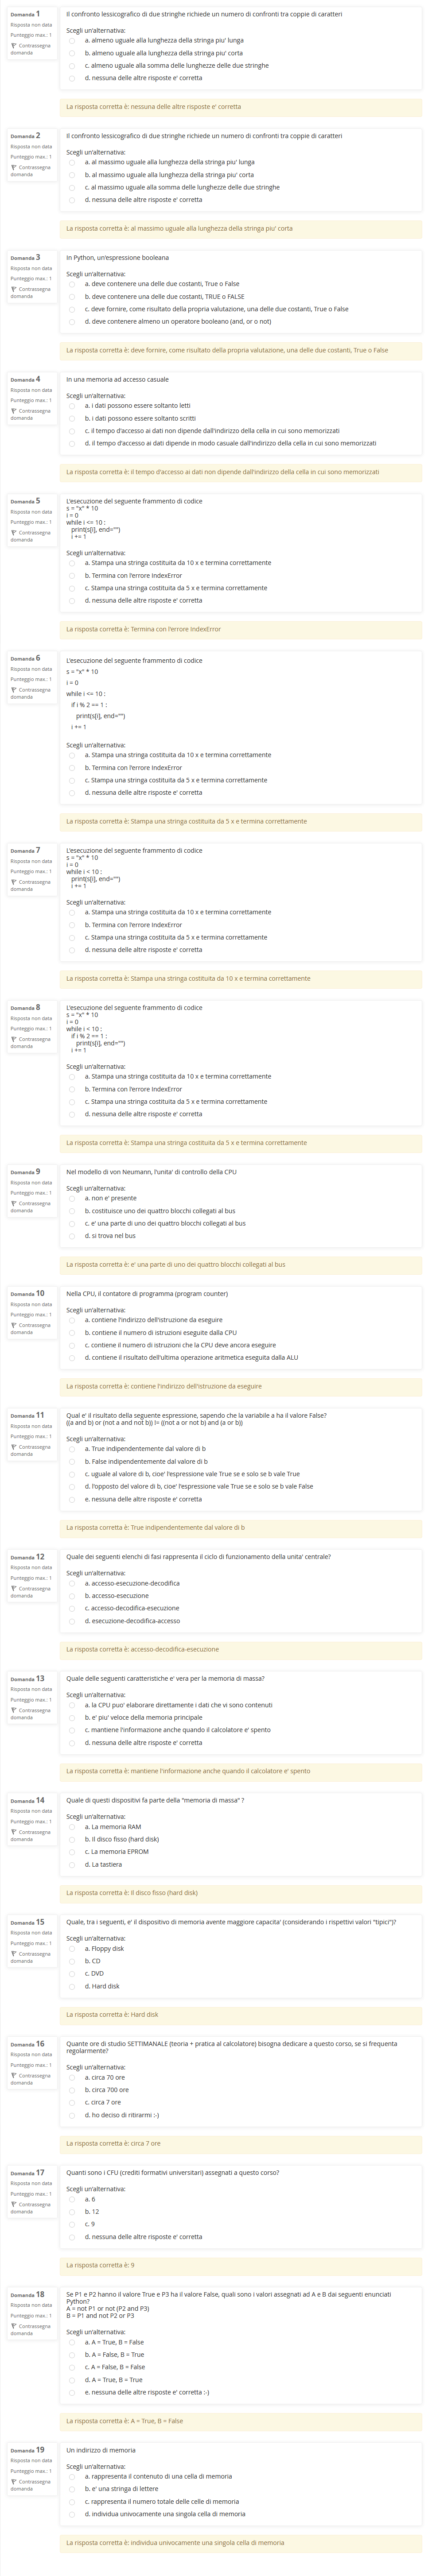 Domanda 1
Risposta non data
Punteggio max.: 1
Contrassegna
domanda
Il confronto lessicografico di due stringhe richiede un numero di confronti tra coppie di caratteri
Scegli un'alternativa:
a. almeno uguale alla lunghezza della stringa piu' lunga
b. almeno uguale alla lunghezza della stringa piu' corta
c. almeno uguale alla somma delle lunghezze delle due stringhe
d. nessuna delle altre risposte e' corretta
La risposta corretta è: nessuna delle altre risposte e' corretta
Domanda 2
Risposta non data
Punteggio max.: 1
Contrassegna
domanda
Il confronto lessicografico di due stringhe richiede un numero di confronti tra coppie di caratteri
Scegli un'alternativa:
a. al massimo uguale alla lunghezza della stringa piu' lunga
b. al massimo uguale alla lunghezza della stringa piu' corta
c. al massimo uguale alla somma delle lunghezze delle due stringhe
d. nessuna delle altre risposte e' corretta
La risposta corretta è: al massimo uguale alla lunghezza della stringa piu' corta
Domanda 3
Risposta non data
Punteggio max.: 1
Contrassegna
domanda
In Python, un'espressione booleana
Scegli un'alternativa:
a. deve contenere una delle due costanti, True o False
b. deve contenere una delle due costanti, TRUE o FALSE
c. deve fornire, come risultato della propria valutazione, una delle due costanti, True o False
d. deve contenere almeno un operatore booleano (and, or o not)
La risposta corretta è: deve fornire, come risultato della propria valutazione, una delle due costanti, True o False
Domanda 4
Risposta non data
Punteggio max.: 1
Contrassegna
domanda
In una memoria ad accesso casuale
Scegli un'alternativa:
a. i dati possono essere soltanto letti
b. i dati possono essere soltanto scritti
c. il tempo d'accesso ai dati non dipende dall'indirizzo della cella in cui sono memorizzati
d. il tempo d'accesso ai dati dipende in modo casuale dall'indirizzo della cella in cui sono memorizzati
La risposta corretta è: il tempo d'accesso ai dati non dipende dall'indirizzo della cella in cui sono memorizzati
Domanda 5
Risposta non data
Punteggio max.: 1
Contrassegna
domanda
L'esecuzione del seguente frammento di codice
s = "x" * 10
i = 0
while i <= 10 :
print(s[i], end="")
i += 1
Scegli un'alternativa:
a. Stampa una stringa costituita da 10 x e termina correttamente
b. Termina con l'errore IndexError
c. Stampa una stringa costituita da 5 x e termina correttamente
d. nessuna delle altre risposte e' corretta
La risposta corretta è: Termina con l'errore IndexError
Domanda 6
Risposta non data
Punteggio max.: 1
Contrassegna
domanda
L'esecuzione del seguente frammento di codice
s = "x" * 10
i = 0
while i <= 10 :
if i % 2 == 1 :
print(s[i], end="")
i += 1
Scegli un'alternativa:
a. Stampa una stringa costituita da 10 x e termina correttamente
b. Termina con l'errore IndexError
c. Stampa una stringa costituita da 5 x e termina correttamente
d. nessuna delle altre risposte e' corretta
La risposta corretta è: Stampa una stringa costituita da 5 x e termina correttamente
Domanda 7
Risposta non data
Punteggio max.: 1
Contrassegna
domanda
L'esecuzione del seguente frammento di codice
s = "x" * 10
i = 0
while i < 10 :
print(s[i], end="")
i += 1
Scegli un'alternativa:
a. Stampa una stringa costituita da 10 x e termina correttamente
b. Termina con l'errore IndexError
c. Stampa una stringa costituita da 5 x e termina correttamente
d. nessuna delle altre risposte e' corretta
La risposta corretta è: Stampa una stringa costituita da 10 x e termina correttamente
Domanda 8
Risposta non data
Punteggio max.: 1
Contrassegna
domanda
L'esecuzione del seguente frammento di codice
s = "x" * 10
i = 0
while i < 10 :
if i % 2 == 1 :
print(s[i], end="")
i += 1
Scegli un'alternativa:
a. Stampa una stringa costituita da 10 x e termina correttamente
b. Termina con l'errore IndexError
c. Stampa una stringa costituita da 5 x e termina correttamente
d. nessuna delle altre risposte e' corretta
La risposta corretta è: Stampa una stringa costituita da 5 x e termina correttamente
Domanda 9
Risposta non data
Punteggio max.: 1
Contrassegna
domanda
Nel modello di von Neumann, l'unita' di controllo della CPU
Scegli un'alternativa:
a. non e' presente
b. costituisce uno dei quattro blocchi collegati al bus
c. e' una parte di uno dei quattro blocchi collegati al bus
d. si trova nel bus
La risposta corretta è: e' una parte di uno dei quattro blocchi collegati al bus
Domanda 10
Risposta non data
Punteggio max.: 1
Contrassegna
domanda
Nella CPU, il contatore di programma (program counter)
Scegli un'alternativa:
a. contiene l'indirizzo dell'istruzione da eseguire
b. contiene il numero di istruzioni eseguite dalla CPU
c. contiene il numero di istruzioni che la CPU deve ancora eseguire
d. contiene il risultato dell'ultima operazione aritmetica eseguita dalla ALU
La risposta corretta è: contiene l'indirizzo dell'istruzione da eseguire
Domanda 11
Risposta non data
Punteggio max.: 1
Contrassegna
domanda
Qual e' il risultato della seguente espressione, sapendo che la variabile a ha il valore False?
((a and b) or (not a and not b)) != ((not a or not b) and (a or b))
Scegli un'alternativa:
a. True indipendentemente dal valore di b
b. False indipendentemente dal valore di b
c. uguale al valore di b, cioe' l'espressione vale True se e solo se b vale True
d. l'opposto del valore di b, cioe' l'espressione vale True se e solo se b vale False
e. nessuna delle altre risposte e' corretta
La risposta corretta è: True indipendentemente dal valore di b
Domanda 12
Risposta non data
Punteggio max.: 1
Contrassegna
domanda
Quale dei seguenti elenchi di fasi rappresenta il ciclo di funzionamento della unita' centrale?
Scegli un'alternativa:
a. accesso-esecuzione-decodifica
b. accesso-esecuzione
c. accesso-decodifica-esecuzione
d. esecuzione-decodifica-accesso
La risposta corretta è: accesso-decodifica-esecuzione
Domanda 13
Risposta non data
Punteggio max.: 1
Contrassegna
domanda
Quale delle seguenti caratteristiche e' vera per la memoria di massa?
Scegli un'alternativa:
a. la CPU puo' elaborare direttamente i dati che vi sono contenuti
b. e' piu' veloce della memoria principale
c. mantiene l'informazione anche quando il calcolatore e' spento
d. nessuna delle altre risposte e' corretta
La risposta corretta è: mantiene l'informazione anche quando il calcolatore e' spento
Domanda 14
Risposta non data
Punteggio max.: 1
Contrassegna
domanda
Quale di questi dispositivi fa parte della "memoria di massa" ?
Scegli un'alternativa:
a. La memoria RAM
b. Il disco fisso (hard disk)
c. La memoria EPROM
d. La tastiera
La risposta corretta è: Il disco fisso (hard disk)
Domanda 15
Risposta non data
Punteggio max.: 1
Contrassegna
domanda
Quale, tra i seguenti, e' il dispositivo di memoria avente maggiore capacita' (considerando i rispettivi valori "tipici")?
Scegli un'alternativa:
a. Floppy disk
b. CD
c. DVD
d. Hard disk
La risposta corretta è: Hard disk
Domanda 16
Risposta non data
Punteggio max.: 1
Contrassegna
domanda
Quante ore di studio SETTIMANALE (teoria + pratica al calcolatore) bisogna dedicare a questo corso, se si frequenta
regolarmente?
Scegli un'alternativa:
a. circa 70 ore
b. circa 700 ore
c. circa 7 ore
d. ho deciso di ritirarmi :-)
La risposta corretta è: circa 7 ore
Domanda 17
Risposta non data
Punteggio max.: 1
Contrassegna
domanda
Quanti sono i CFU (crediti formativi universitari) assegnati a questo corso?
Scegli un'alternativa:
a. 6
b. 12
c. 9
d. nessuna delle altre risposte e' corretta
La risposta corretta è: 9
Domanda 18
Risposta non data
Punteggio max.: 1
Contrassegna
domanda
Se P1 e P2 hanno il valore True e P3 ha il valore False, quali sono i valori assegnati ad A e B dai seguenti enunciati
Python?
A = not P1 or not (P2 and P3)
B = P1 and not P2 or P3
Scegli un'alternativa:
a. A = True, B = False
b. A = False, B = True
c. A = False, B = False
d. A = True, B = True
e. nessuna delle altre risposte e' corretta :-)
La risposta corretta è: A = True, B = False
Domanda 19
Risposta non data
Punteggio max.: 1
Contrassegna
domanda
Un indirizzo di memoria
Scegli un'alternativa:
a. rappresenta il contenuto di una cella di memoria
b. e' una stringa di lettere
c. rappresenta il numero totale delle celle di memoria
d. individua univocamente una singola cella di memoria
La risposta corretta è: individua univocamente una singola cella di memoria